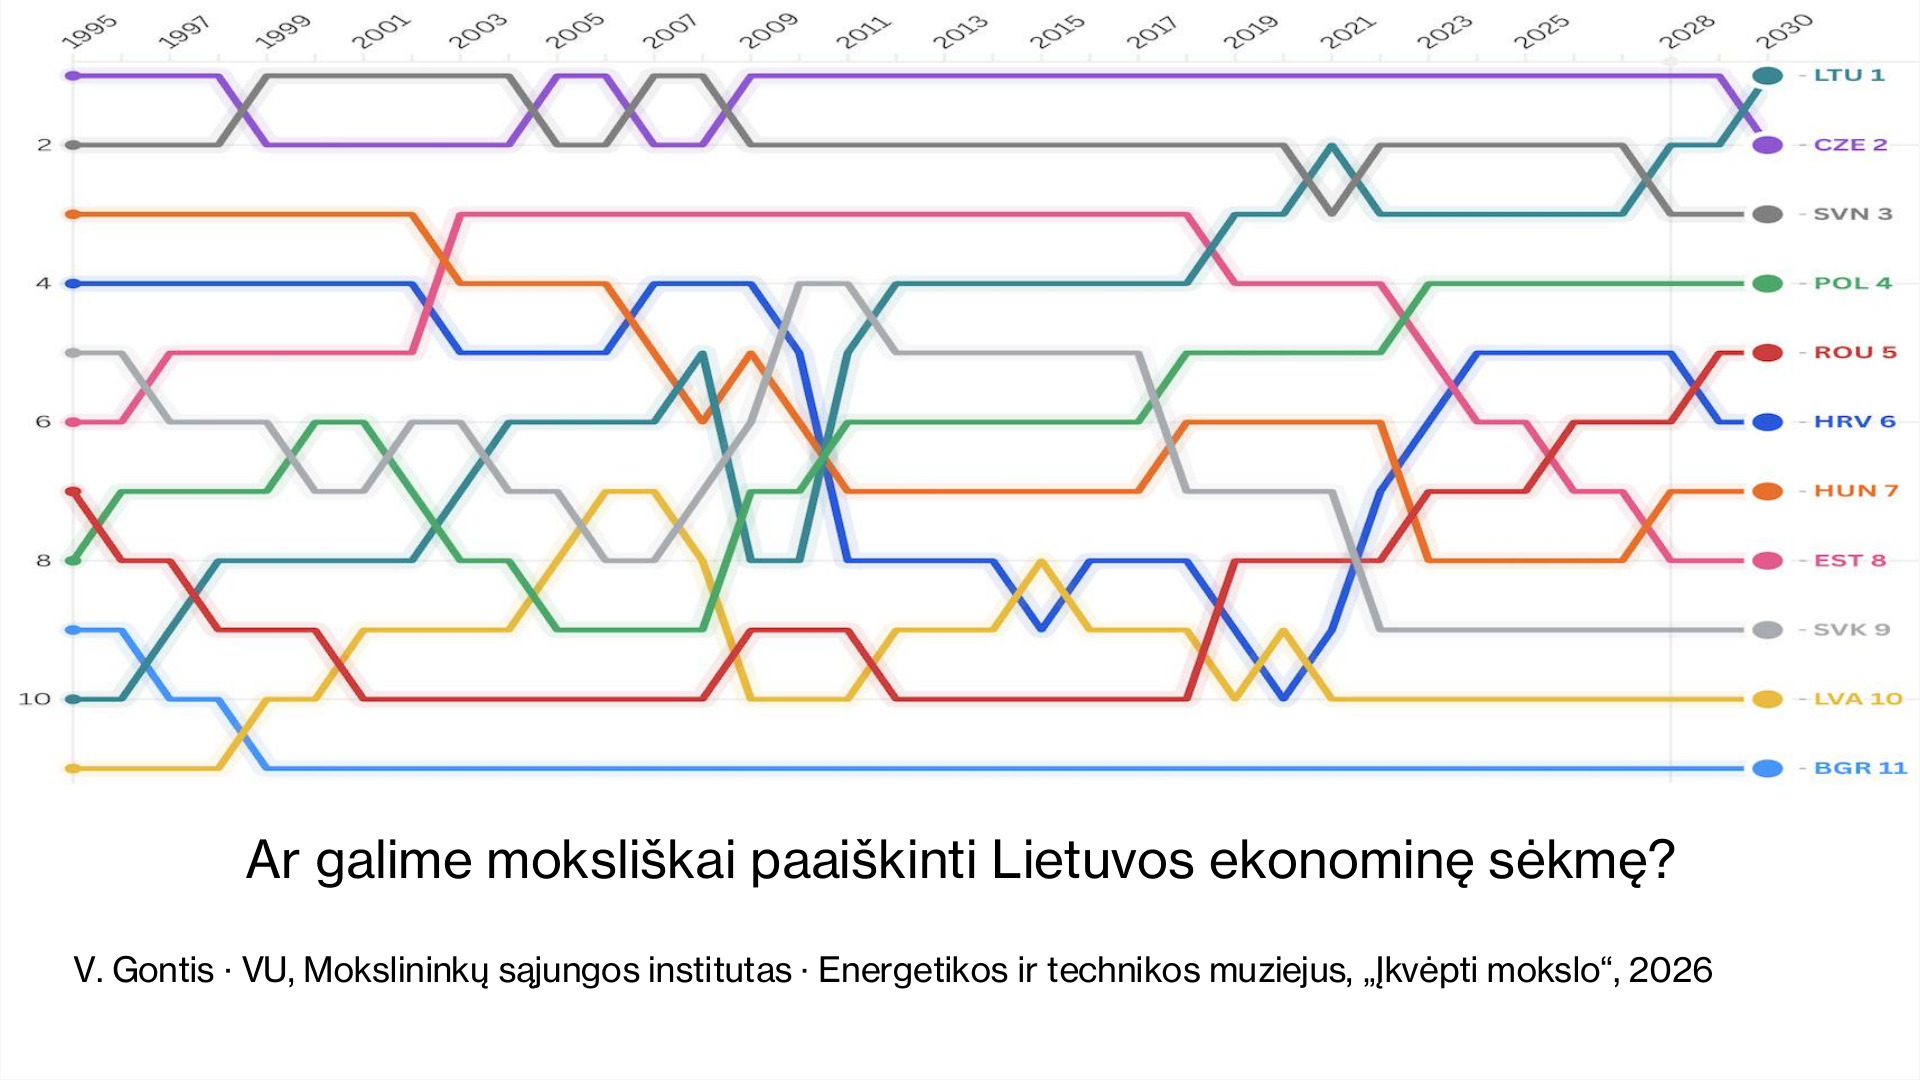 1995 1997 1999 2001 2003 2005 2007 2009 2011 2013 2015 2017 2019 2021 2023 2025 2028 2030
LTU 1
2 CZE 2
SVN 3
4 POL 4
ROU 5
6 HRV 6
HUN 7
8 EST 8
SVK 9
10 LVA 10
BGR 11
Ar galime moksliškai paaiškinti Lietuvos ekonominę sėkmę?
V. Gontis · VU, Mokslininkų sąjungos institutas · Energetikos ir technikos muziejus, „Įkvėpti mokslo“, 2026